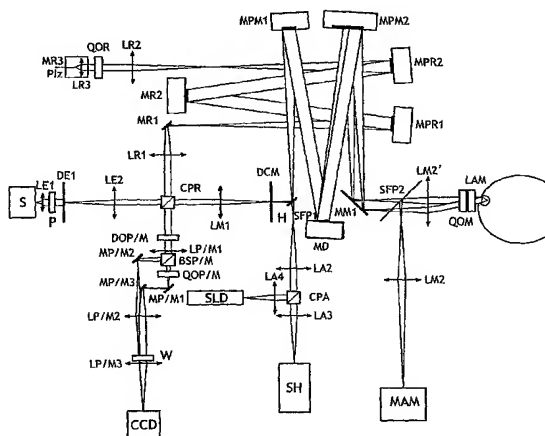 MPM1
MPM2
QOR
LR2
MR3
Plz
LR3
MPR2
MR2
MPR1
MR1
LR1
DE1
LE1
LE2
CPR
DCM
S
P
LM1
H
SFP1
MM1
MD
SFP2
LM2'
LAM
QOM
DOP/M
LP/M1
MP/M2
BSP/M
QOP/M
MP/M3
MP/M1
LA4
LA2
SLD
CPA
LA3
LM2
LP/M2
LP/M3
W
SH
MAM
CCD